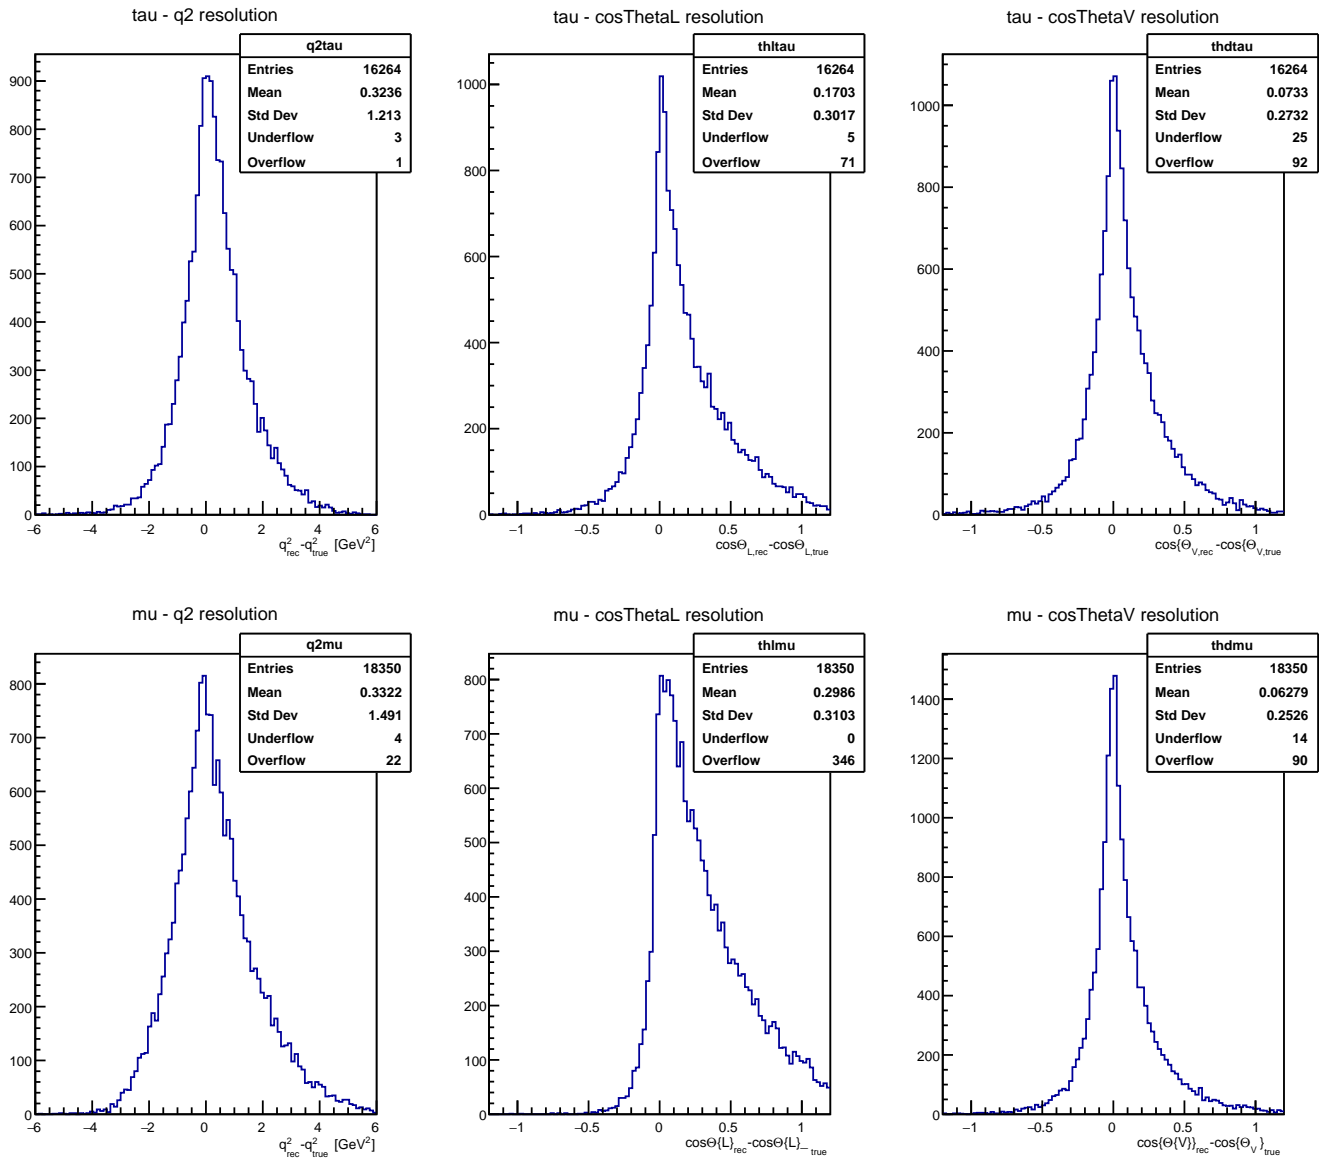 tau - q2 resolution
q2tau
Entries 16264
Mean 0.3236
Std Dev 1.213
Underflow 3
Overflow 1
900
800
700
600
500
400
300
200
100
0
−6 −4 −2 0 2 4 6
q²rec-q²true [GeV²]
tau - cosThetaL resolution
thltau
Entries 16264
Mean 0.1703
Std Dev 0.3017
Underflow 5
Overflow 71
1000
800
600
400
200
0
−1 −0.5 0 0.5 1
cosΘL,rec-cosΘL,true
tau - cosThetaV resolution
thdtau
Entries 16264
Mean 0.0733
Std Dev 0.2732
Underflow 25
Overflow 92
1000
800
600
400
200
0
−1 −0.5 0 0.5 1
cos{ΘV,rec-cos{ΘV,true
mu - q2 resolution
q2mu
Entries 18350
Mean 0.3322
Std Dev 1.491
Underflow 4
Overflow 22
800
700
600
500
400
300
200
100
0
−6 −4 −2 0 2 4 6
q²rec-q²true [GeV²]
mu - cosThetaL resolution
thlmu
Entries 18350
Mean 0.2986
Std Dev 0.3103
Underflow 0
Overflow 346
800
700
600
500
400
300
200
100
0
−1 −0.5 0 0.5 1
cosΘ{L}rec-cosΘ{L}_true
mu - cosThetaV resolution
thdmu
Entries 18350
Mean 0.06279
Std Dev 0.2526
Underflow 14
Overflow 90
1400
1200
1000
800
600
400
200
0
−1 −0.5 0 0.5 1
cos{Θ{V}}rec-cos{ΘV}true